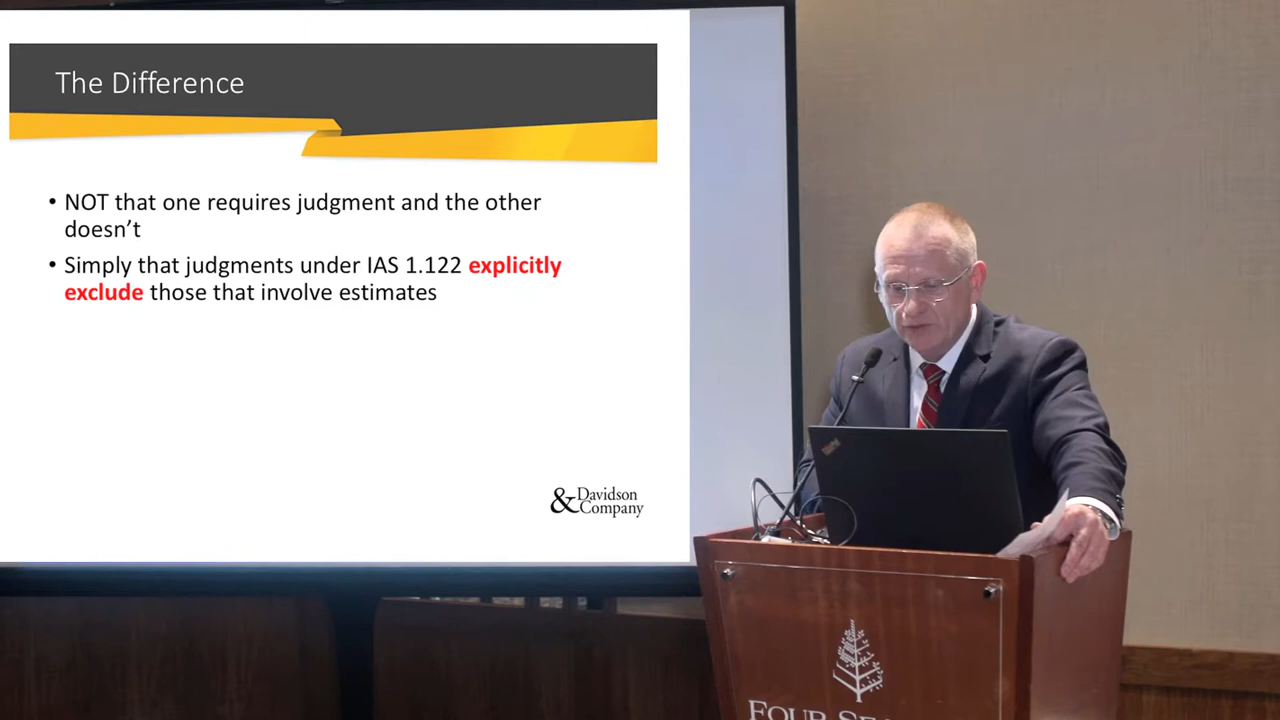 The Difference
• NOT that one requires judgment and the other
doesn’t
• Simply that judgments under IAS 1.122 explicitly
exclude those that involve estimates
& Davidson
Company
FOUR